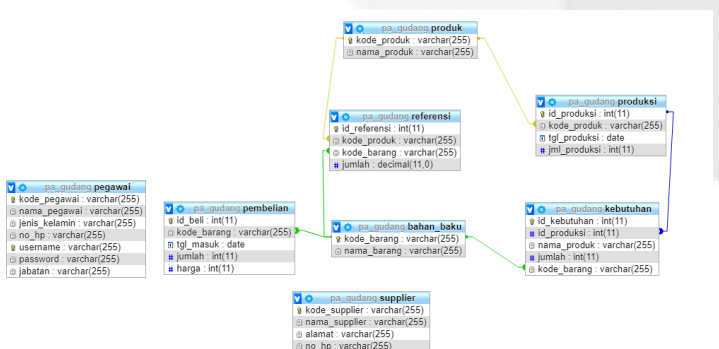 pa_gudang produk
kode_produk : varchar(255)
nama_produk : varchar(255)
pa_gudang referensi
id_referensi : int(11)
kode_produk : varchar(255)
kode_barang : varchar(255)
# jumlah : decimal(11,0)
pa_gudang produksi
id_produksi : int(11)
kode_produk : varchar(255)
tgl_produksi : date
# jml_produksi : int(11)
pa_gudang pegawai
kode_pegawai : varchar(255)
nama_pegawai : varchar(255)
jenis_kelamin : varchar(255)
no_hp : varchar(255)
username : varchar(255)
password : varchar(255)
jabatan : varchar(255)
pa_gudang pembelian
id_beli : int(11)
kode_barang : varchar(255)
tgl_masuk : date
# jumlah : int(11)
# harga : int(11)
pa_gudang bahan_baku
kode_barang : varchar(255)
nama_barang : varchar(255)
pa_gudang kebutuhan
id_kebutuhan : int(11)
# id_produksi : int(11)
nama_produk : varchar(255)
# jumlah : int(11)
kode_barang : varchar(255)
pa_gudang supplier
kode_supplier : varchar(255)
nama_supplier : varchar(255)
alamat : varchar(255)
no_hp : varchar(255)